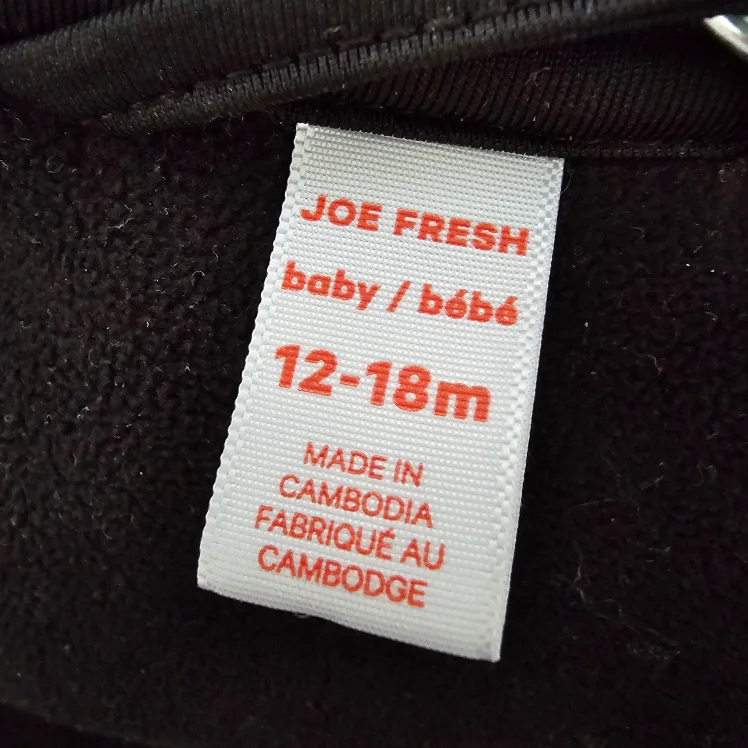 JOE FRESH
baby / bébé
12-18m
MADE IN
CAMBODIA
FABRIQUÉ AU
CAMBODGE